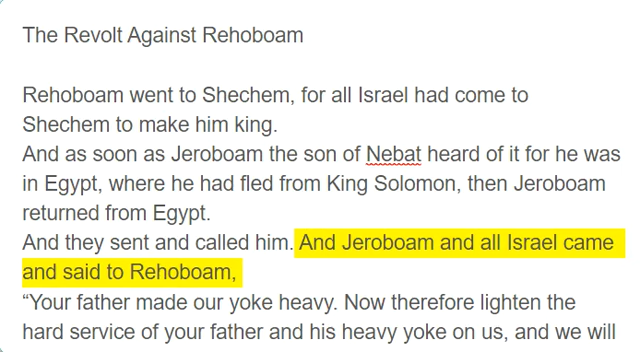 The Revolt Against Rehoboam
Rehoboam went to Shechem, for all Israel had come to
Shechem to make him king.
And as soon as Jeroboam the son of Nebat heard of it for he was
in Egypt, where he had fled from King Solomon, then Jeroboam
returned from Egypt.
And they sent and called him. And Jeroboam and all Israel came
and said to Rehoboam,
“Your father made our yoke heavy. Now therefore lighten the
hard service of your father and his heavy yoke on us, and we will